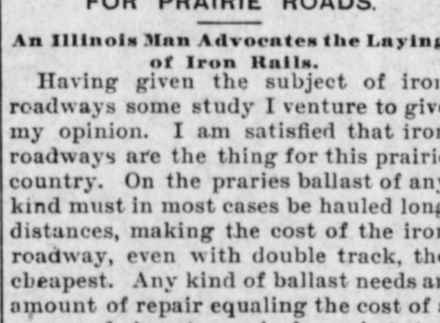 FOR PRAIRIE ROADS.
An Illinois Man Advocates the Laying
of Iron Rails.
Having given the subject of iron
roadways some study I venture to give
my opinion. I am satisfied that iron
roadways are the thing for this prairie
country. On the praries ballast of any
kind must in most cases be hauled long
distances, making the cost of the iron
roadway, even with double track, the
cheapest. Any kind of ballast needs an
amount of repair equaling the cost of a